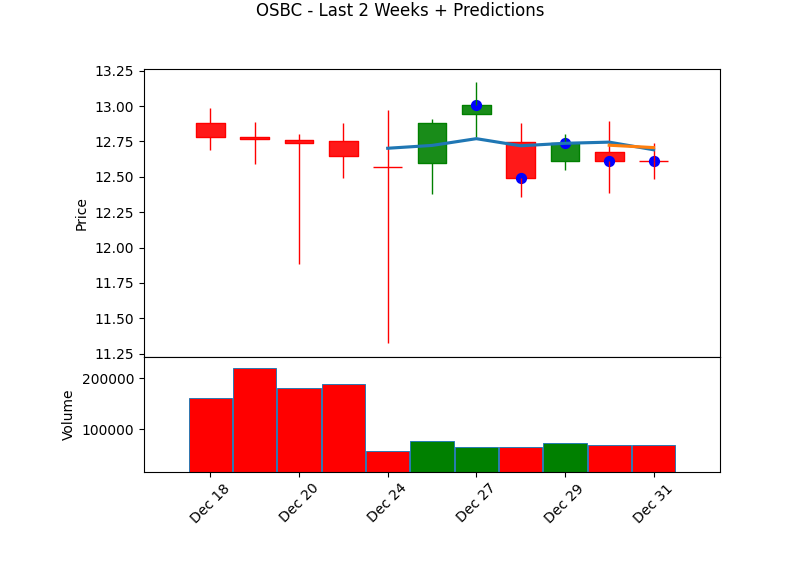 OSBC - Last 2 Weeks + Predictions
13.25
13.00
12.75
12.50
12.25
12.00
11.75
11.50
11.25
Price
200000
100000
Volume
Dec 18
Dec 20
Dec 24
Dec 27
Dec 29
Dec 31